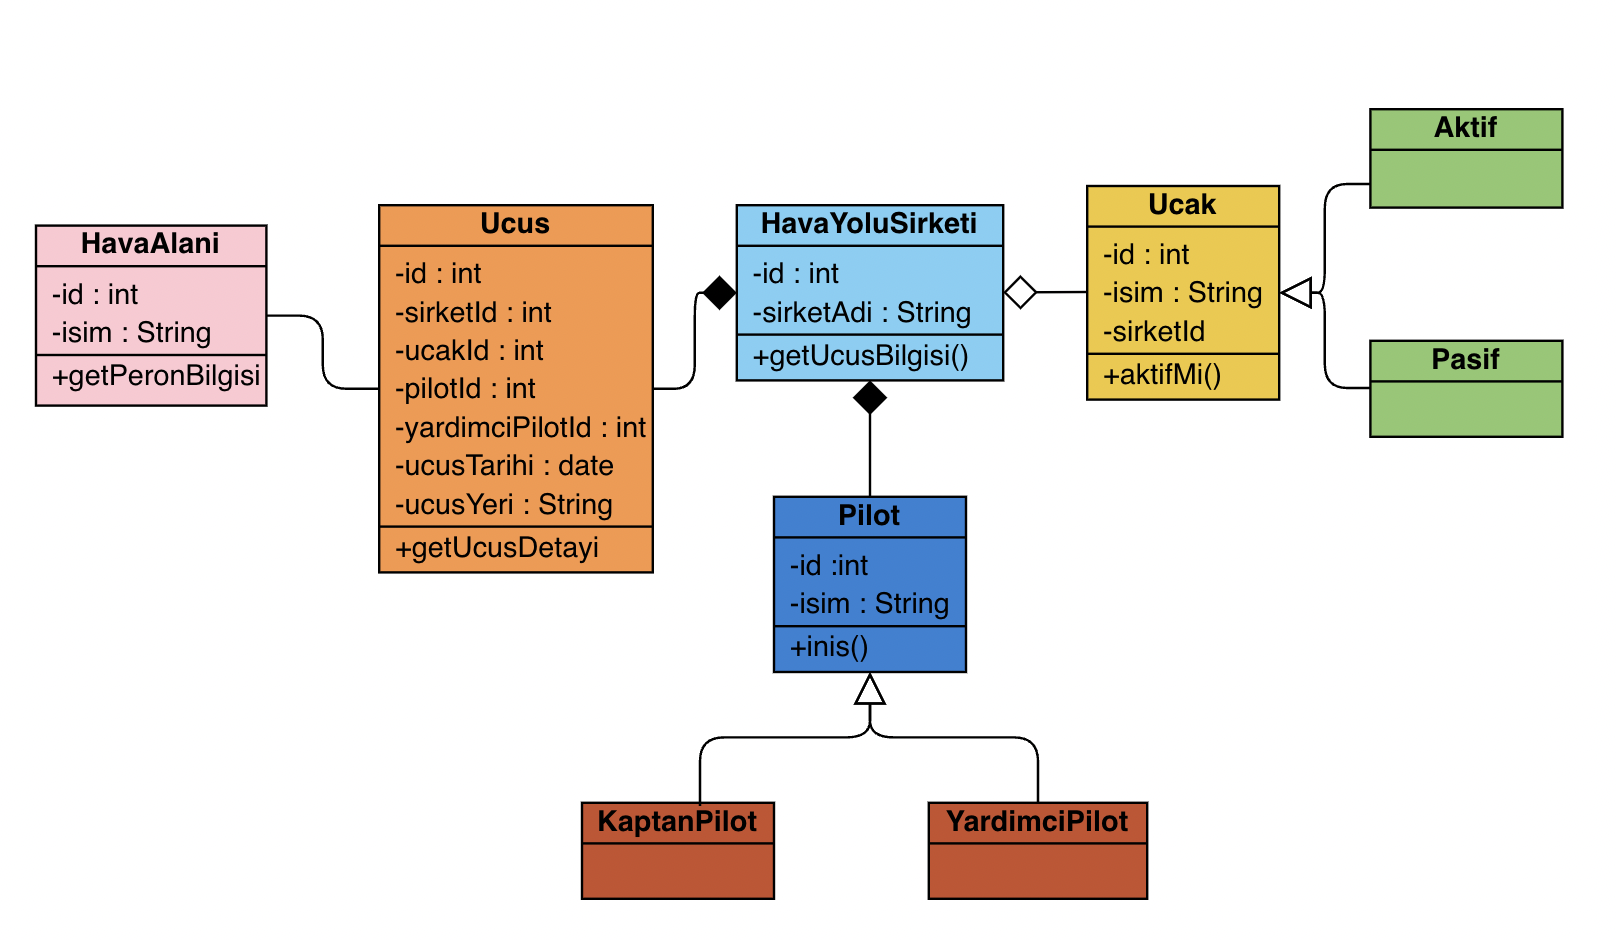 HavaAlani
-id : int
-isim : String
+getPeronBilgisi
Ucus
-id : int
-sirketId : int
-ucakId : int
-pilotId : int
-yardimciPilotId : int
-ucusTarihi : date
-ucusYeri : String
+getUcusDetayi
HavaYoluSirketi
-id : int
-sirketAdi : String
+getUcusBilgisi()
Ucak
-id : int
-isim : String
-sirketId
+aktifMi()
Aktif
Pasif
Pilot
-id :int
-isim : String
+inis()
KaptanPilot
YardimciPilot